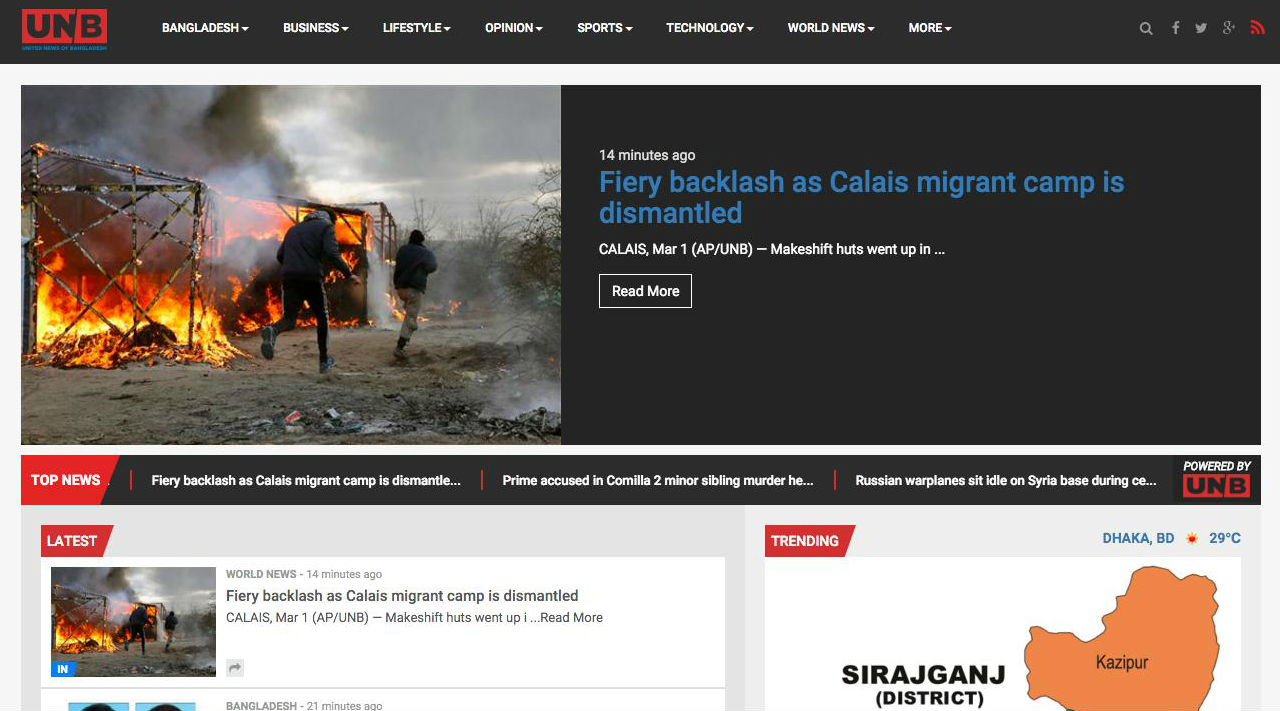 UNB
UNITED NEWS OF BANGLADESH
BANGLADESH BUSINESS LIFESTYLE OPINION SPORTS TECHNOLOGY WORLD NEWS MORE
14 minutes ago
Fiery backlash as Calais migrant camp is
dismantled
CALAIS, Mar 1 (AP/UNB) — Makeshift huts went up in ...
Read More
TOP NEWS
Fiery backlash as Calais migrant camp is dismantle...
Prime accused in Comilla 2 minor sibling murder he...
Russian warplanes sit idle on Syria base during ce...
POWERED BY
UNB
LATEST
WORLD NEWS - 14 minutes ago
Fiery backlash as Calais migrant camp is dismantled
CALAIS, Mar 1 (AP/UNB) — Makeshift huts went up i ...Read More
IN
BANGLADESH - 21 minutes ago
TRENDING
DHAKA, BD 29°C
Kazipur
SIRAJGANJ
(DISTRICT)